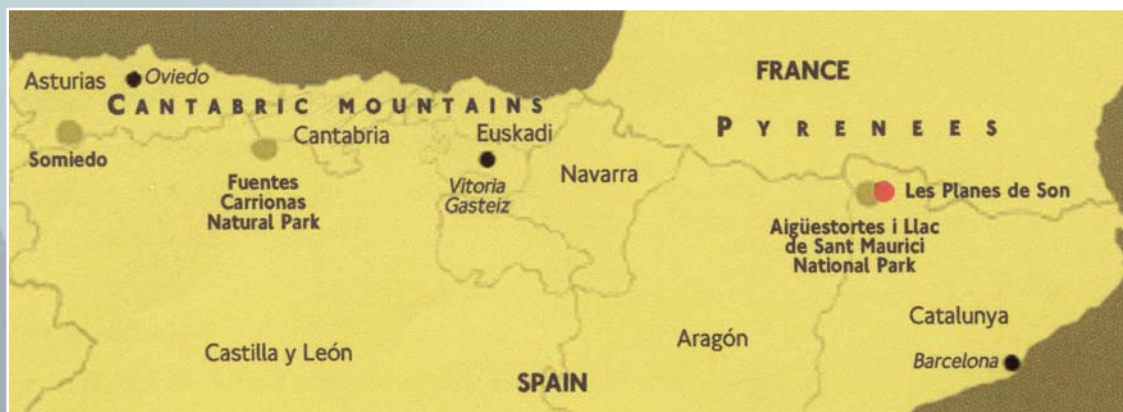 FRANCE
Asturias
Oviedo
CANTABRIC MOUNTAINS
PYRENEES
Cantabria
Euskadi
Somiedo
Navarra
Fuentes
Carrionas
Natural Park
Vitoria
Gasteiz
Les Planes de Son
Aigüestortes i Llac
de Sant Maurici
National Park
Catalunya
Aragón
Castilla y León
Barcelona
SPAIN